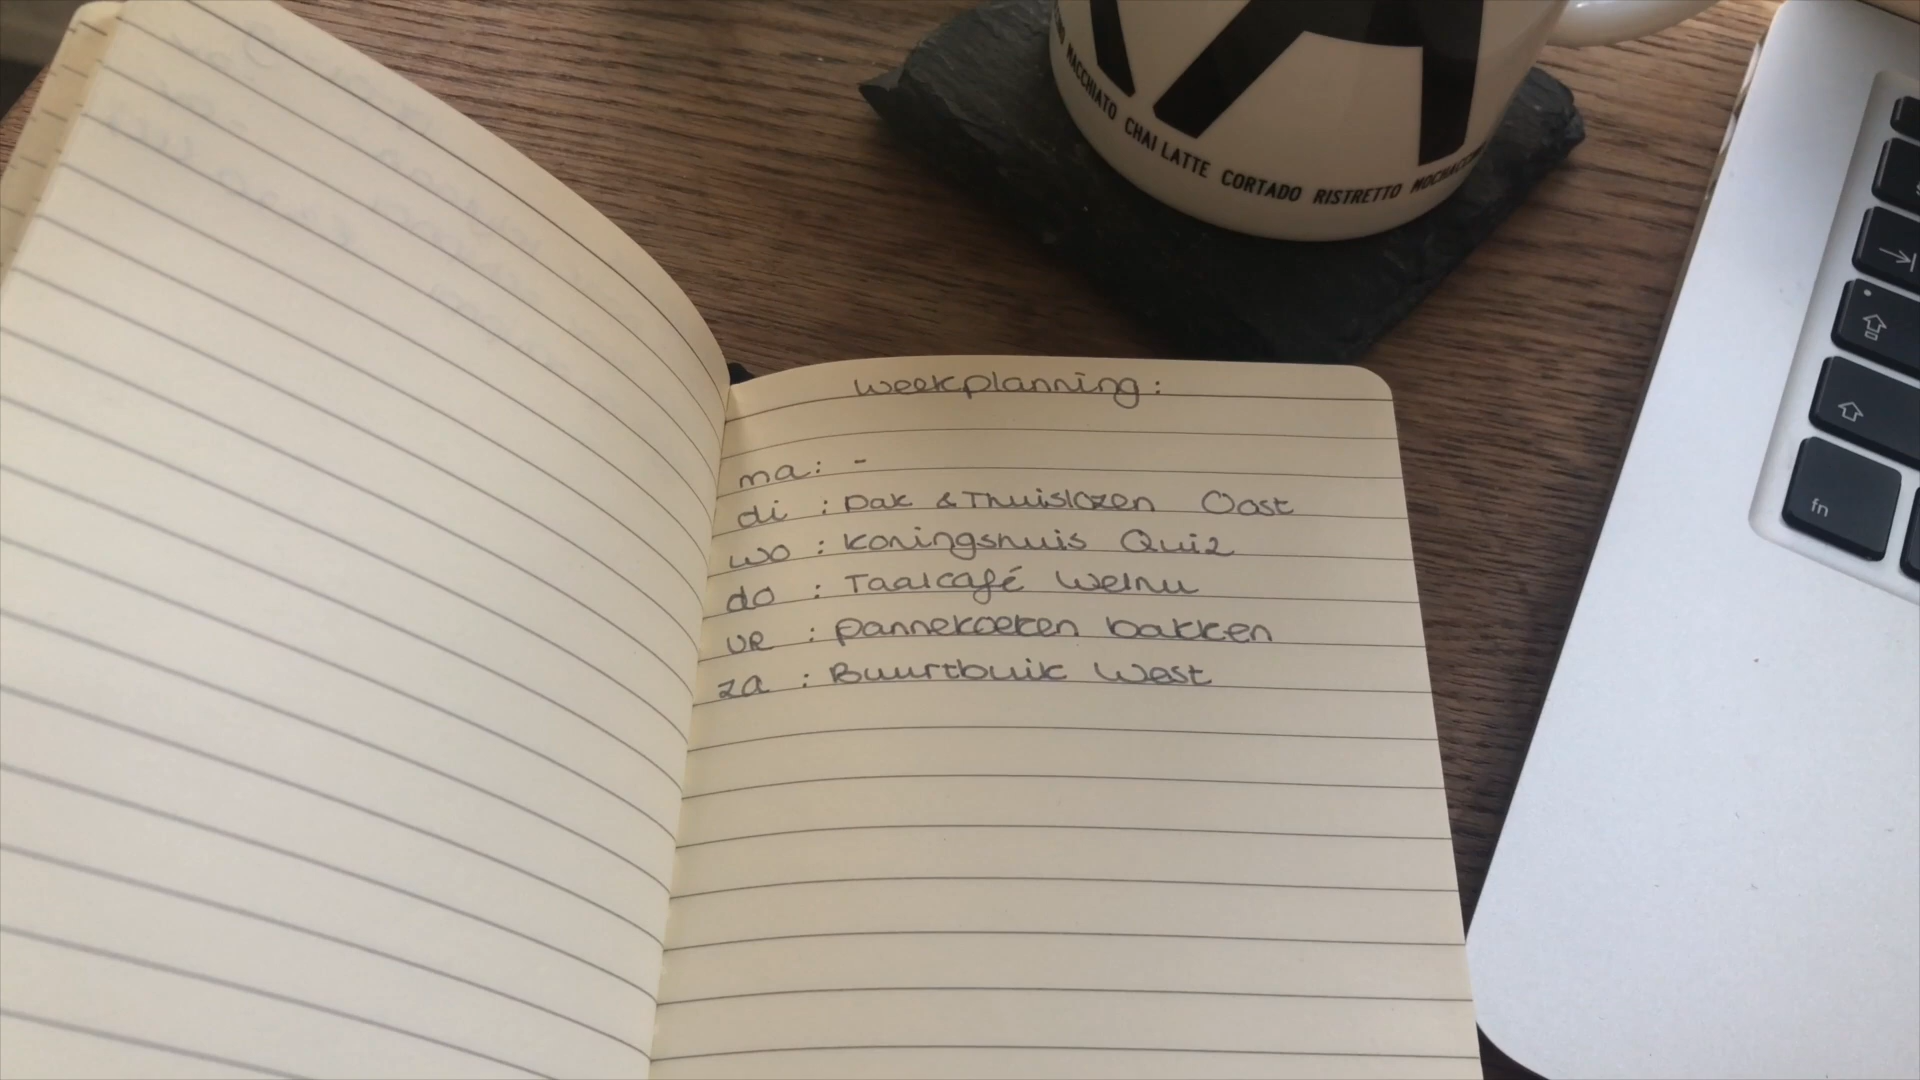 MACCHIATO CHAI LATTE CORTADO RISTRETTO
weekplanning:
ma: -
di : Dak & Thuislozen Oost
wo : Koningshuis Quiz
do : Taalcafé Welnu
vr : pannekoeken bakken
za : Buurtbuik West
fn